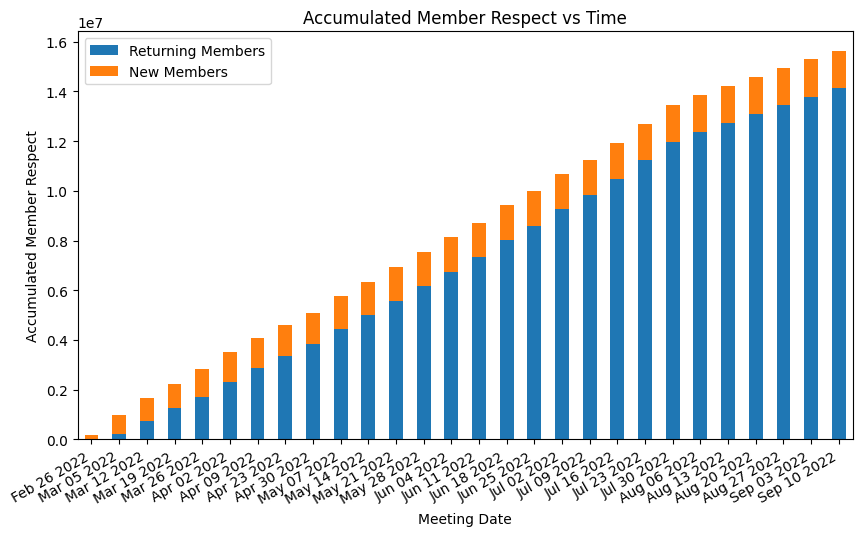 Accumulated Member Respect vs Time
1e7
Returning Members
New Members
Accumulated Member Respect
1.6
1.4
1.2
1.0
0.8
0.6
0.4
0.2
0.0
Feb 26 2022
Mar 05 2022
Mar 12 2022
Mar 19 2022
Mar 26 2022
Apr 02 2022
Apr 09 2022
Apr 23 2022
Apr 30 2022
May 07 2022
May 14 2022
May 21 2022
May 28 2022
Jun 04 2022
Jun 11 2022
Jun 18 2022
Jun 25 2022
Jul 02 2022
Jul 09 2022
Jul 16 2022
Jul 23 2022
Jul 30 2022
Aug 06 2022
Aug 13 2022
Aug 20 2022
Aug 27 2022
Sep 03 2022
Sep 10 2022
Meeting Date